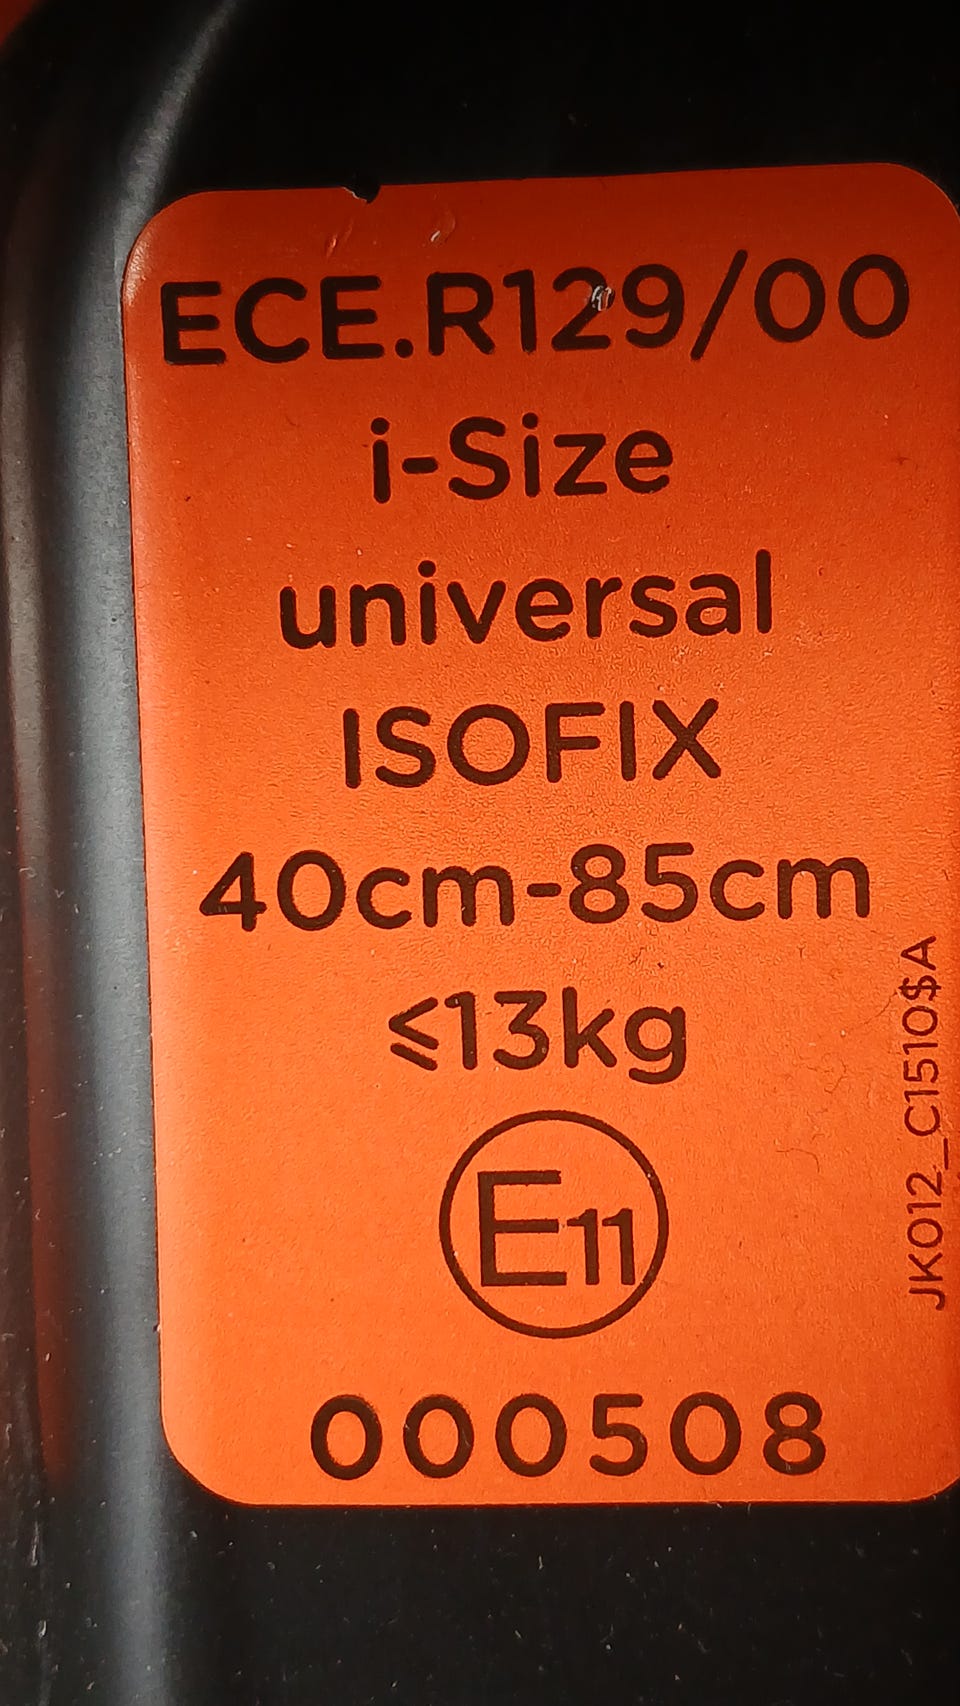 ECE.R129/00
i-Size
universal
ISOFIX
40cm-85cm
≤13kg
E11
000508
JK012_C1510$A